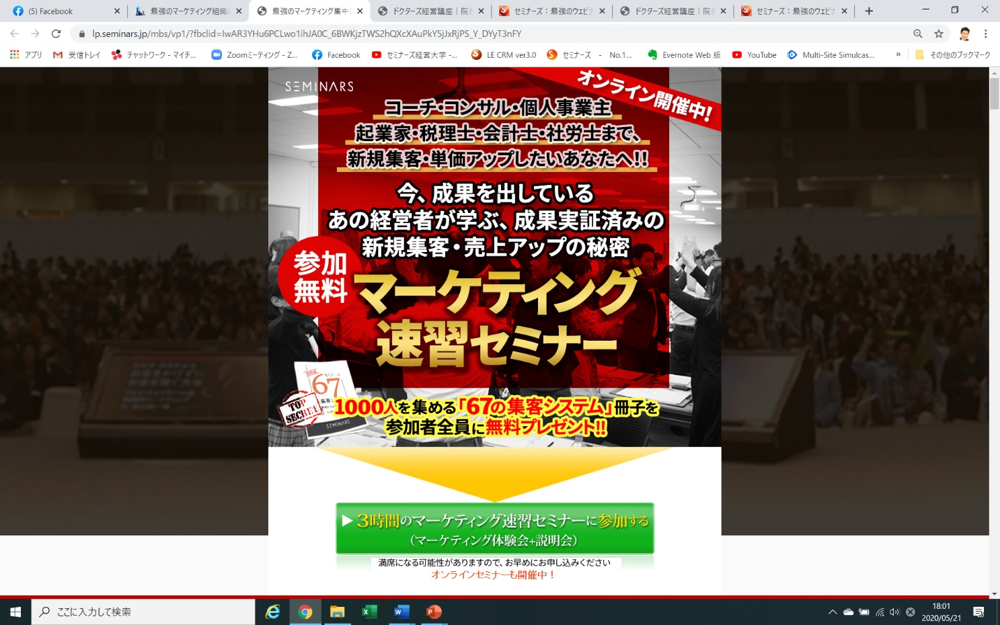 (5) Facebook
最強のマーケティング組織
最強のマーケティング集中
ドクターズ経営講座｜院
セミナーズ：最強のウェビナ
ドクターズ経営講座｜院
セミナーズ：最強のウェビナ
lp.seminars.jp/mbs/vp1/?fbclid=IwAR3YHu6PCLwo1ihJA0C_6BWKjzTWS2hQXcXAuPkY5jJxRjPS_Y_DYyT3nFY
アプリ
受信トレイ
チャットワーク - マイチ...
Zoomミーティング - Z...
Facebook
セミナーズ経営大学 -...
LE CRM ver3.0
セミナーズ - No.1...
Evernote Web 版
YouTube
Multi-Site Simulcas...
»
その他のブックマーク
SEMINARS
オンライン開催中!
コーチ・コンサル・個人事業主
起業家・税理士・会計士・社労士まで、
新規集客・単価アップしたいあなたへ!!
今、成果を出している
あの経営者が学ぶ、成果実証済みの
新規集客・売上アップの秘密
参加
無料
マーケティング
速習セミナー
67
TOP
SECRET
SEMINARS
1000人を集める「67の集客システム」冊子を
参加者全員に無料プレゼント!!
▶ 3時間のマーケティング速習セミナーに参加する
（マーケティング体験会+説明会）
満席になる可能性がありますので、お早めにお申し込みください
オンラインセミナーも開催中！
ここに入力して検索
18:01
2020/05/21